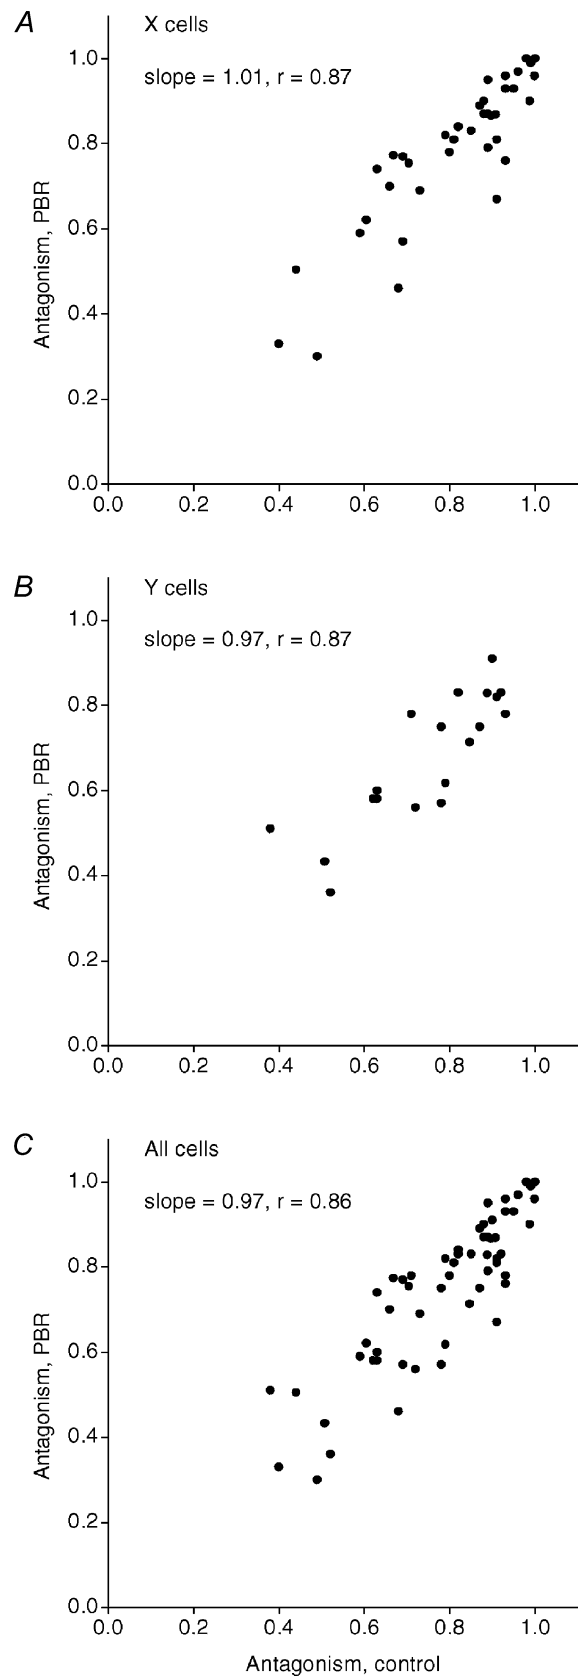 A
X cells
slope = 1.01, r = 0.87
1.0
0.8
0.6
0.4
0.2
0.0
Antagonism, PBR
0.0 0.2 0.4 0.6 0.8 1.0
B
Y cells
slope = 0.97, r = 0.87
1.0
0.8
0.6
0.4
0.2
0.0
Antagonism, PBR
0.0 0.2 0.4 0.6 0.8 1.0
C
All cells
slope = 0.97, r = 0.86
1.0
0.8
0.6
0.4
0.2
0.0
Antagonism, PBR
0.0 0.2 0.4 0.6 0.8 1.0
Antagonism, control